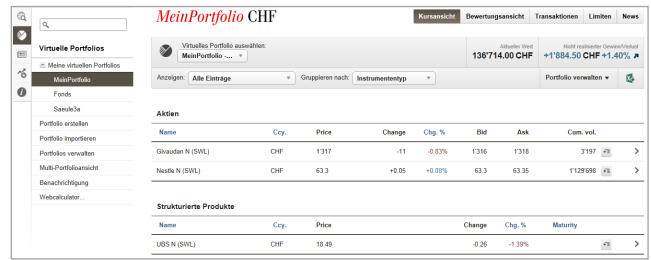 MeinPortfolio CHF
Kursansicht Bewertungsansicht Transaktionen Limiten News
Virtuelle Portfolios
Meine virtuellen Portfolios
MeinPortfolio
Fonds
Saeule3a
Portfolio erstellen
Portfolio importieren
Portfolios verwalten
Multi-Portfolioansicht
Benachrichtigung
Webcalculator...
Virtuelles Portfolio auswählen:
MeinPortfolio -...
Aktueller Wert
136'714.00 CHF
Nicht realisierter Gewinn/Verlust
+1'884.50 CHF +1.40%
Anzeigen: Alle Einträge Gruppieren nach: Instrumententyp Portfolio verwalten
Aktien
Name Ccy. Price Change Chg. % Bid Ask Cum. vol.
Givaudan N (SWL) CHF 1'317 -11 -0.83% 1'316 1'318 3'197
Nestle N (SWL) CHF 63.3 +0.05 +0.08% 63.3 63.35 1'129'698
Strukturierte Produkte
Name Ccy. Price Change Chg. % Maturity
UBS N (SWL) CHF 18.49 -0.26 -1.39%